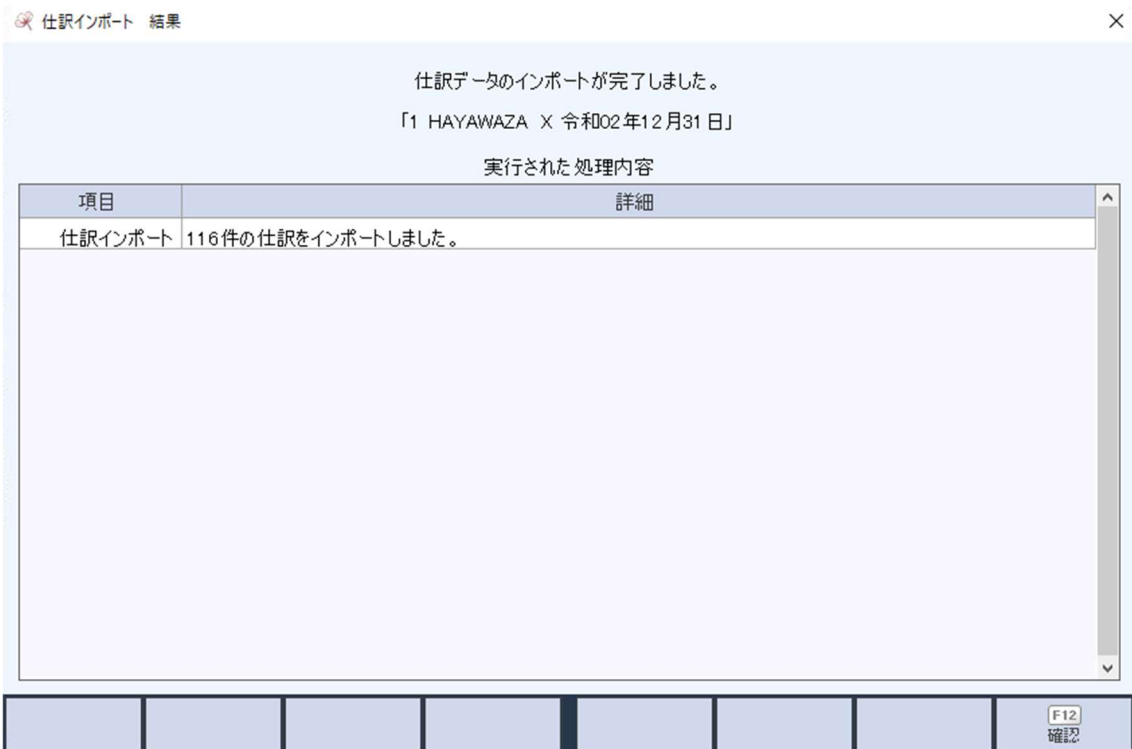 仕訳インポート 結果
仕訳データのインポートが完了しました。
「1 HAYAWAZA X 令和02年12月31日」
実行された処理内容
項目 詳細
仕訳インポート 116件の仕訳をインポートしました。
F12
確認